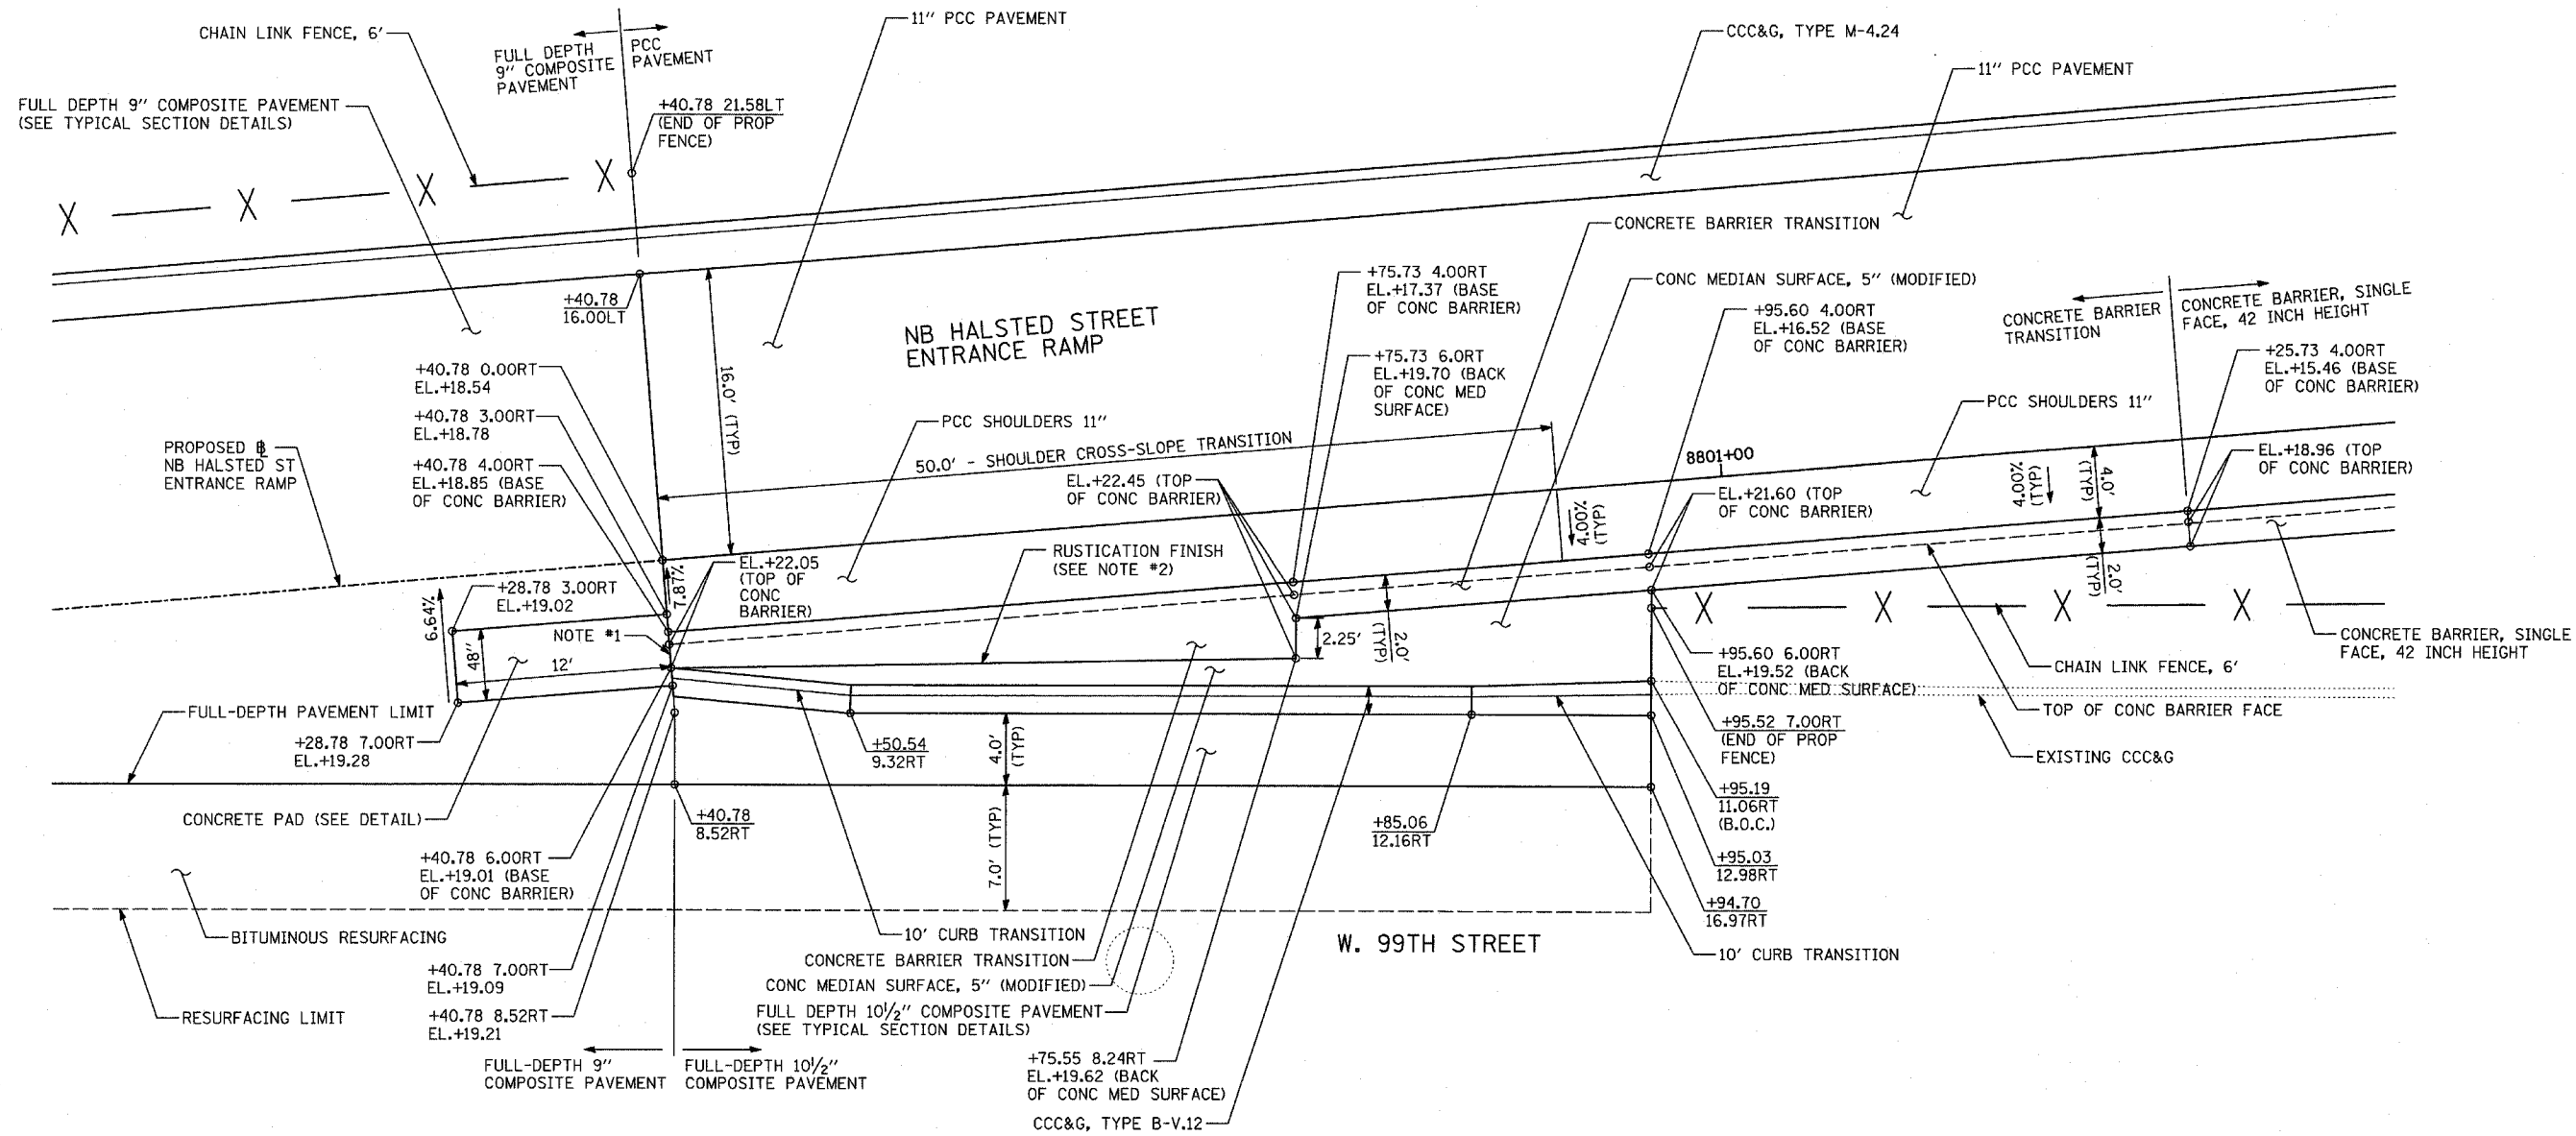 CHAIN LINK FENCE, 6'
FULL DEPTH
9" COMPOSITE
PAVEMENT
PCC
PAVEMENT
11" PCC PAVEMENT
CCC&G, TYPE M-4.24
11" PCC PAVEMENT
FULL DEPTH 9" COMPOSITE PAVEMENT
(SEE TYPICAL SECTION DETAILS)
+40.78 21.58LT
(END OF PROP
FENCE)
X X X X
CONCRETE BARRIER TRANSITION
+40.78
16.00LT
NB HALSTED STREET
ENTRANCE RAMP
+75.73 4.00RT
EL.+17.37 (BASE
OF CONC BARRIER)
CONC MEDIAN SURFACE, 5" (MODIFIED)
+95.60 4.00RT
EL.+16.52 (BASE
OF CONC BARRIER)
CONCRETE BARRIER
TRANSITION
CONCRETE BARRIER, SINGLE
FACE, 42 INCH HEIGHT
+40.78 0.00RT
EL.+18.54
16.0' (TYP)
+75.73 6.0RT
EL.+19.70 (BACK
OF CONC MED
SURFACE)
+25.73 4.00RT
EL.+15.46 (BASE
OF CONC BARRIER)
+40.78 3.00RT
EL.+18.78
PCC SHOULDERS 11"
PCC SHOULDERS 11"
PROPOSED ℄
NB HALSTED ST
ENTRANCE RAMP
+40.78 4.00RT
EL.+18.85 (BASE
OF CONC BARRIER)
50.0' - SHOULDER CROSS-SLOPE TRANSITION
8801+00
EL.+22.45 (TOP
OF CONC BARRIER)
EL.+21.60 (TOP
OF CONC BARRIER)
4.00%
(TYP)
4.0'
(TYP)
EL.+18.96 (TOP
OF CONC BARRIER)
4.00%
(TYP)
EL.+22.05
(TOP OF
CONC
BARRIER)
RUSTICATION FINISH
(SEE NOTE #2)
7.87%
+28.78 3.00RT
EL.+19.02
6.64%
NOTE #1
48"
12'
2.25'
2.0'
(TYP)
2.0'
(TYP)
X X X X
+95.60 6.00RT
EL.+19.52 (BACK
OF CONC MED SURFACE)
CONCRETE BARRIER, SINGLE
FACE, 42 INCH HEIGHT
CHAIN LINK FENCE, 6'
TOP OF CONC BARRIER FACE
FULL-DEPTH PAVEMENT LIMIT
+28.78 7.00RT
EL.+19.28
+50.54
9.32RT
4.0'
(TYP)
+95.52 7.00RT
(END OF PROP
FENCE)
EXISTING CCC&G
CONCRETE PAD (SEE DETAIL)
+40.78
8.52RT
7.0' (TYP)
+85.06
12.16RT
+95.19
11.06RT
(B.O.C.)
+40.78 6.00RT
EL.+19.01 (BASE
OF CONC BARRIER)
+95.03
12.98RT
+94.70
16.97RT
BITUMINOUS RESURFACING
10' CURB TRANSITION
W. 99TH STREET
10' CURB TRANSITION
+40.78 7.00RT
EL.+19.09
CONCRETE BARRIER TRANSITION
CONC MEDIAN SURFACE, 5" (MODIFIED)
RESURFACING LIMIT
+40.78 8.52RT
EL.+19.21
FULL DEPTH 10½" COMPOSITE PAVEMENT
(SEE TYPICAL SECTION DETAILS)
FULL-DEPTH 9"
COMPOSITE PAVEMENT
FULL-DEPTH 10½"
COMPOSITE PAVEMENT
+75.55 8.24RT
EL.+19.62 (BACK
OF CONC MED SURFACE)
CCC&G, TYPE B-V.12